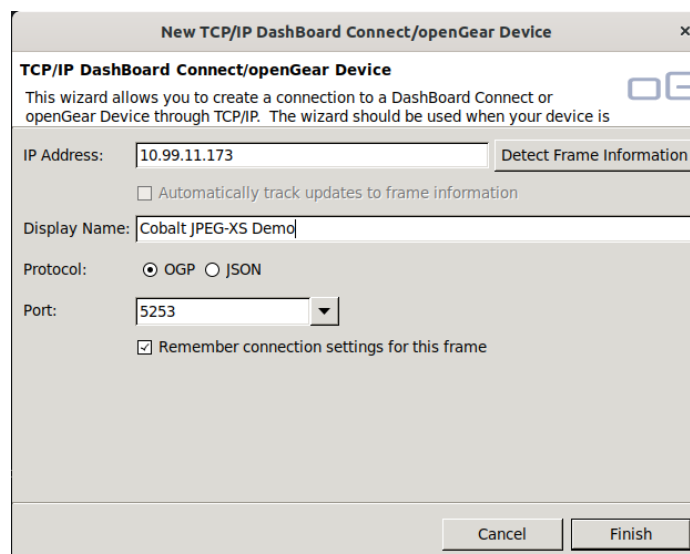 New TCP/IP DashBoard Connect/openGear Device
TCP/IP DashBoard Connect/openGear Device
This wizard allows you to create a connection to a DashBoard Connect or
openGear Device through TCP/IP. The wizard should be used when your device is
IP Address: 10.99.11.173 Detect Frame Information
Automatically track updates to frame information
Display Name: Cobalt JPEG-XS Demo
Protocol: OGP JSON
Port: 5253
Remember connection settings for this frame
Cancel Finish